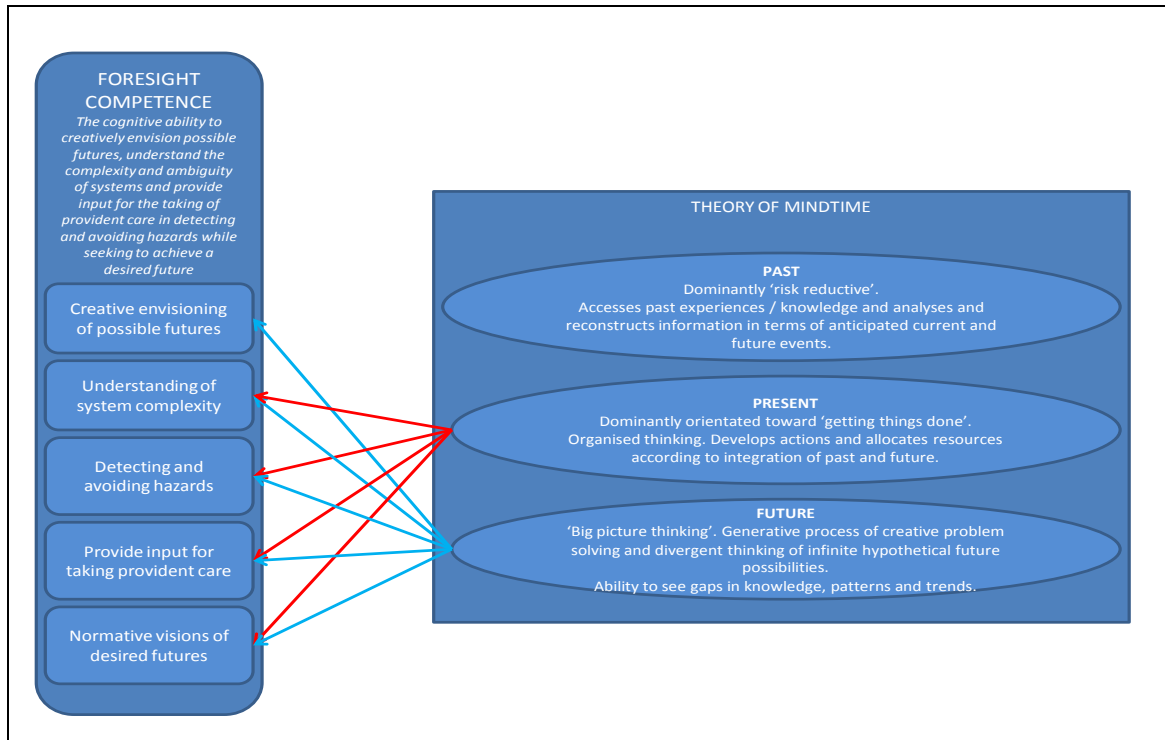 FORESIGHT
COMPETENCE
The cognitive ability to
creatively envision possible
futures, understand the
complexity and ambiguity
of systems and provide
input for the taking of
provident care in detecting
and avoiding hazards while
seeking to achieve a
desired future
Creative envisioning
of possible futures
Understanding of
system complexity
Detecting and
avoiding hazards
Provide input for
taking provident care
Normative visions of
desired futures
THEORY OF MINDTIME
PAST
Dominantly ‘risk reductive’.
Accesses past experiences / knowledge and analyses and
reconstructs information in terms of anticipated current and
future events.
PRESENT
Dominantly orientated toward ‘getting things done’.
Organised thinking. Develops actions and allocates resources
according to integration of past and future.
FUTURE
‘Big picture thinking’. Generative process of creative problem
solving and divergent thinking of infinite hypothetical future
possibilities.
Ability to see gaps in knowledge, patterns and trends.